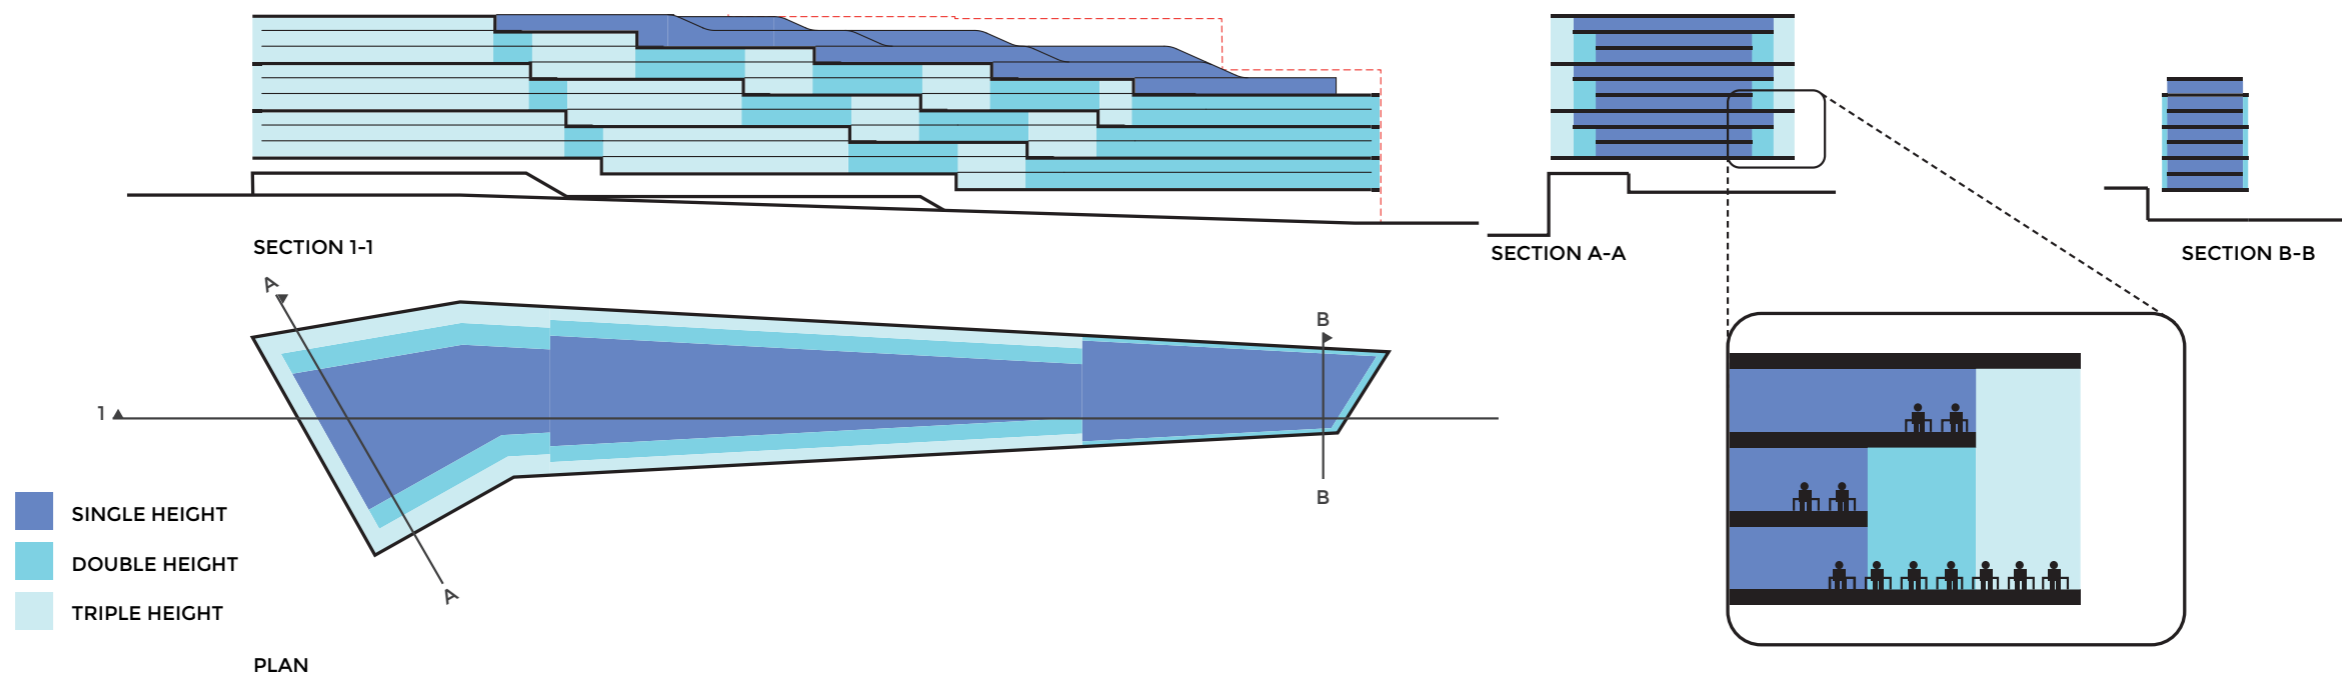 SECTION 1-1
SECTION A-A
SECTION B-B
A
B
1
B
A
SINGLE HEIGHT
DOUBLE HEIGHT
TRIPLE HEIGHT
PLAN